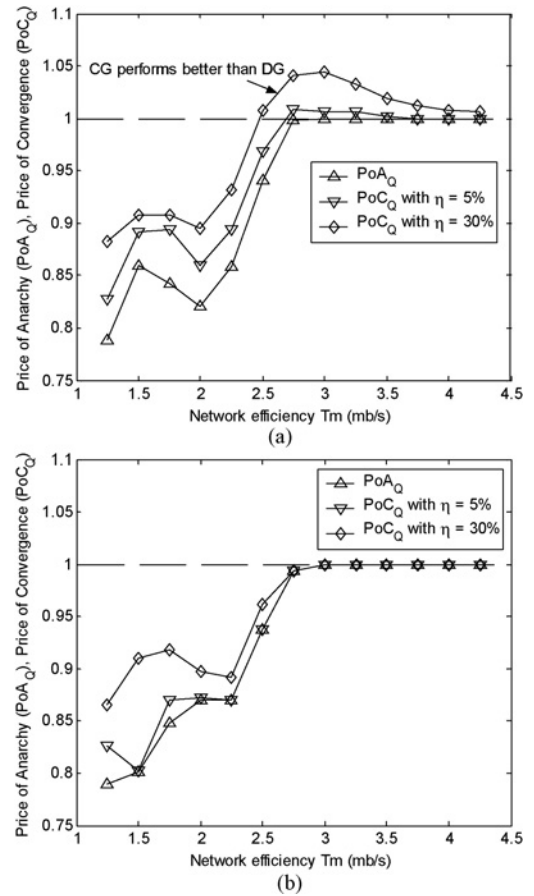 1.1
1.05
1
0.95
0.9
0.85
0.8
0.75
Price of Anarchy (PoA_Q), Price of Convergence (PoC_Q)
CG performs better than DG
PoA_Q
PoC_Q with η = 5%
PoC_Q with η = 30%
1 1.5 2 2.5 3 3.5 4 4.5
Network efficiency Tm (mb/s)
(a)
1.1
1.05
1
0.95
0.9
0.85
0.8
0.75
Price of Anarchy (PoA_Q), Price of Convergence (PoC_Q)
PoA_Q
PoC_Q with η = 5%
PoC_Q with η = 30%
1 1.5 2 2.5 3 3.5 4 4.5
Network efficiency Tm (mb/s)
(b)